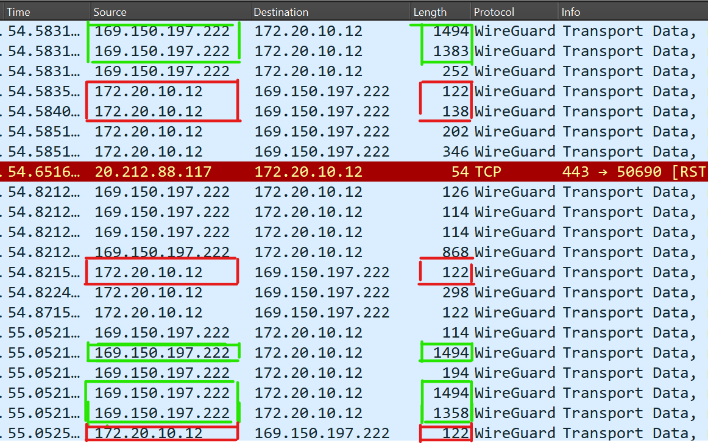 Time Source Destination Length Protocol Info
54.5831… 169.150.197.222 172.20.10.12 1494 WireGuard Transport Data,
54.5831… 169.150.197.222 172.20.10.12 1383 WireGuard Transport Data,
54.5831… 169.150.197.222 172.20.10.12 252 WireGuard Transport Data,
54.5835… 172.20.10.12 169.150.197.222 122 WireGuard Transport Data,
54.5840… 172.20.10.12 169.150.197.222 138 WireGuard Transport Data,
54.5851… 172.20.10.12 169.150.197.222 202 WireGuard Transport Data,
54.5851… 172.20.10.12 169.150.197.222 346 WireGuard Transport Data,
54.6516… 20.212.88.117 172.20.10.12 54 TCP 443 → 50690 [RST
54.8212… 169.150.197.222 172.20.10.12 126 WireGuard Transport Data,
54.8212… 169.150.197.222 172.20.10.12 114 WireGuard Transport Data,
54.8212… 169.150.197.222 172.20.10.12 114 WireGuard Transport Data,
54.8212… 169.150.197.222 172.20.10.12 868 WireGuard Transport Data,
54.8215… 172.20.10.12 169.150.197.222 122 WireGuard Transport Data,
54.8224… 172.20.10.12 169.150.197.222 298 WireGuard Transport Data,
54.8715… 172.20.10.12 169.150.197.222 122 WireGuard Transport Data,
55.0521… 169.150.197.222 172.20.10.12 114 WireGuard Transport Data,
55.0521… 169.150.197.222 172.20.10.12 1494 WireGuard Transport Data,
55.0521… 169.150.197.222 172.20.10.12 194 WireGuard Transport Data,
55.0521… 169.150.197.222 172.20.10.12 1494 WireGuard Transport Data,
55.0521… 169.150.197.222 172.20.10.12 1358 WireGuard Transport Data,
55.0525… 172.20.10.12 169.150.197.222 122 WireGuard Transport Data,